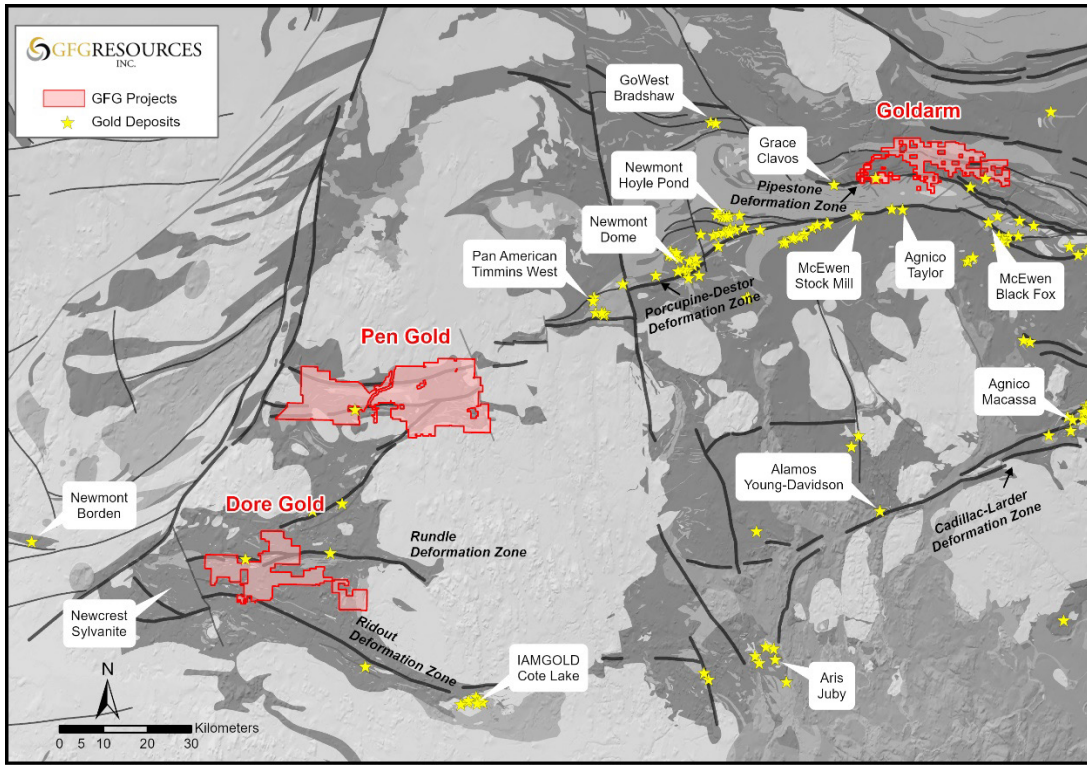 GFGRESOURCES
INC.
GFG Projects
Gold Deposits
GoWest
Bradshaw
Goldarm
Grace
Clavos
Newmont
Hoyle Pond
Pipestone
Deformation Zone
Newmont
Dome
Pan American
Timmins West
McEwen
Stock Mill
Agnico
Taylor
McEwen
Black Fox
Porcupine-Destor
Deformation Zone
Pen Gold
Agnico
Macassa
Alamos
Young-Davidson
Cadillac-Larder
Deformation Zone
Dore Gold
Newmont
Borden
Rundle
Deformation Zone
Newcrest
Sylvanite
Ridout
Deformation Zone
IAMGOLD
Cote Lake
Aris
Juby
N
Kilometers
0 5 10 20 30